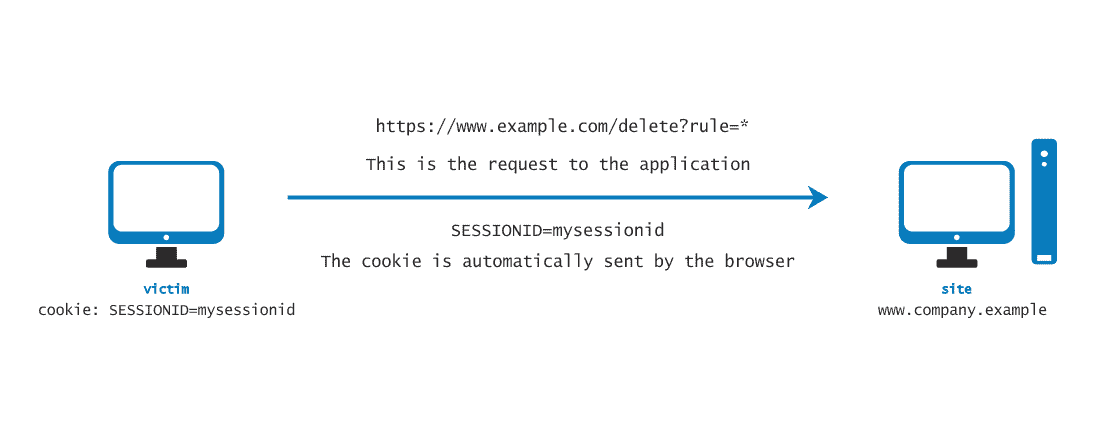 https://www.example.com/delete?rule=*
This is the request to the application
SESSIONID=mysessionid
The cookie is automatically sent by the browser
victim
cookie: SESSIONID=mysessionid
site
www.company.example